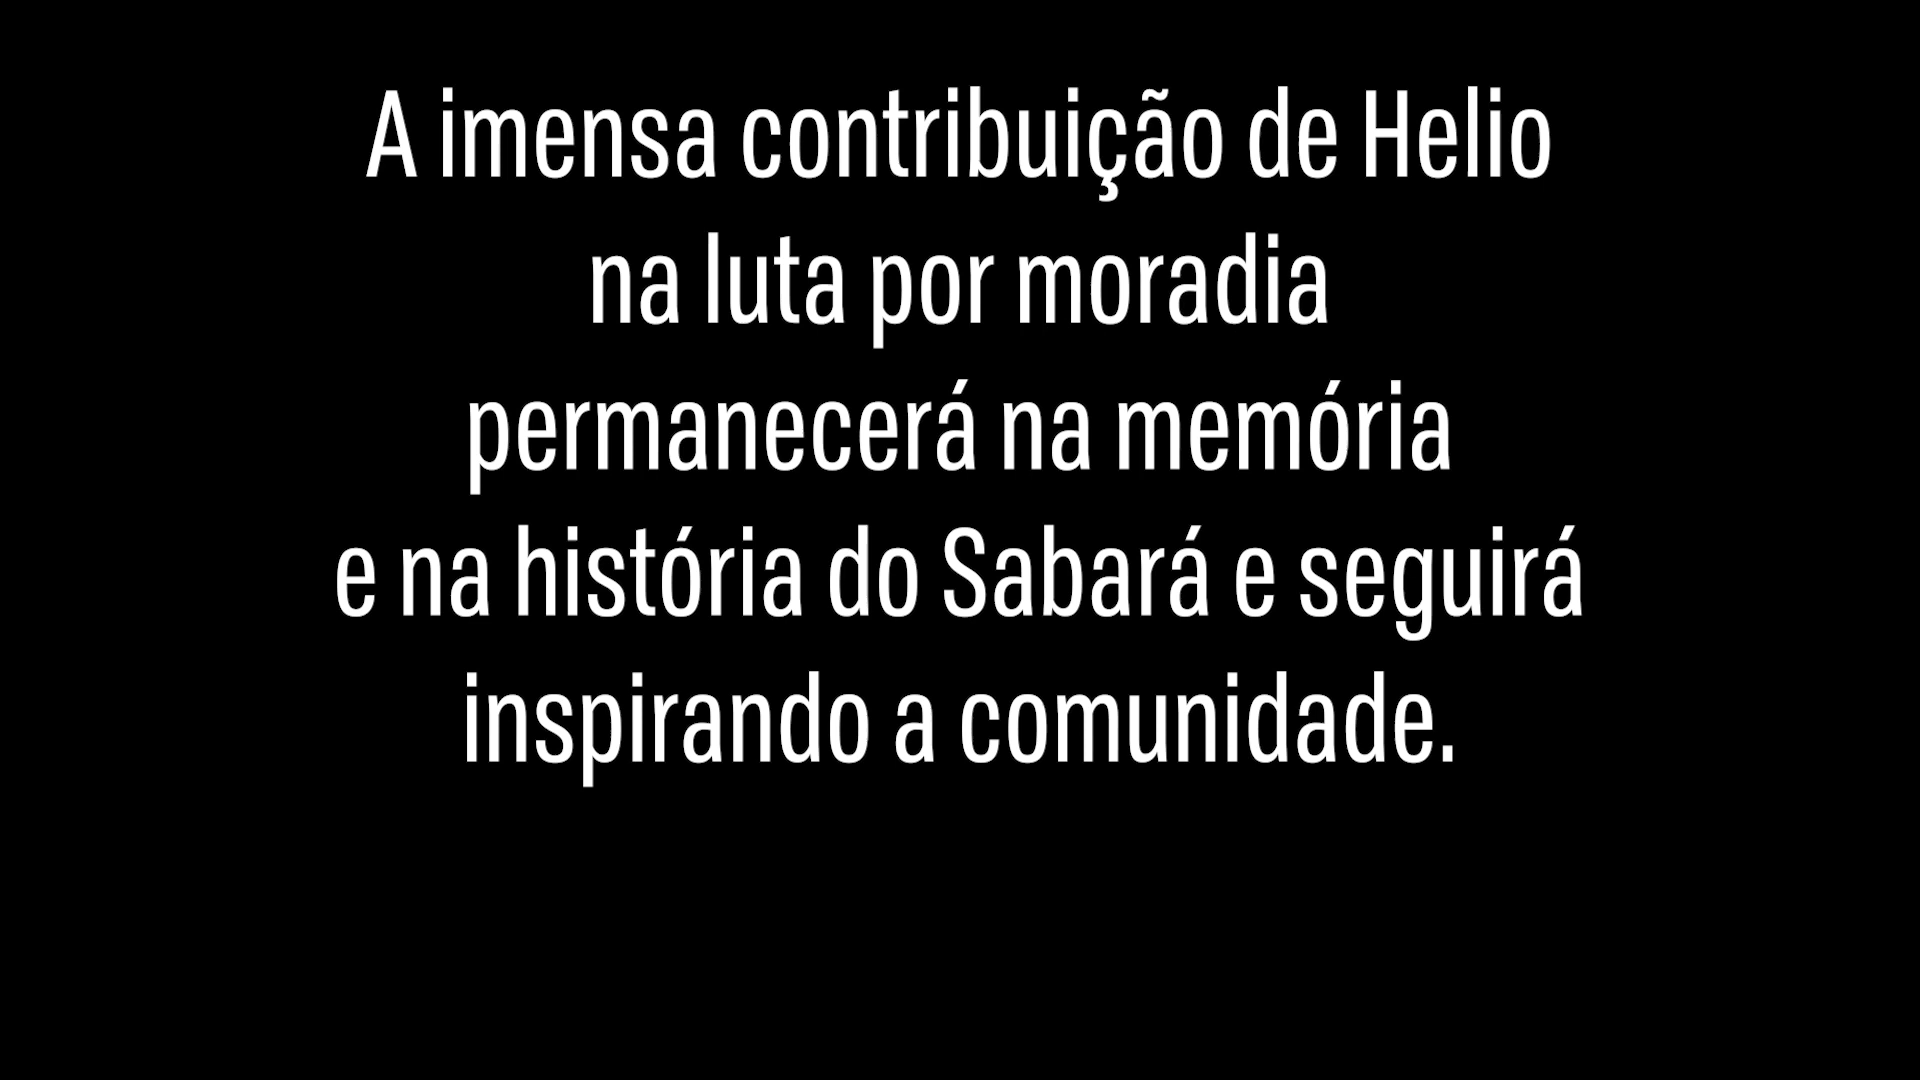 A imensa contribuição de Helio
na luta por moradia
permanecerá na memória
e na história do Sabará e seguirá
inspirando a comunidade.